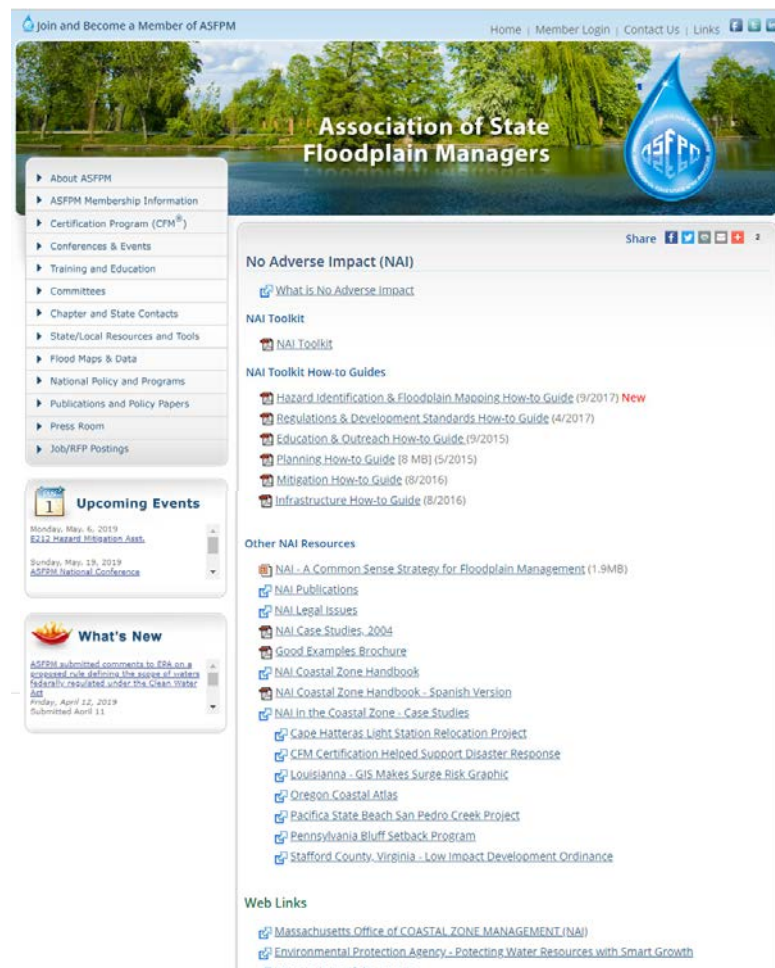 Join and Become a Member of ASFPM
Home | Member Login | Contact Us | Links
Association of State
Floodplain Managers
ASFPM
About ASFPM
ASFPM Membership Information
Certification Program (CFM®)
Conferences & Events
Training and Education
Committees
Chapter and State Contacts
State/Local Resources and Tools
Flood Maps & Data
National Policy and Programs
Publications and Policy Papers
Press Room
Job/RFP Postings
1
Upcoming Events
Monday, May. 6, 2019
E212 Hazard Mitigation Asst.
Sunday, May. 19, 2019
ASFPM National Conference
What's New
ASFPM submitted comments to EPA on a
proposed rule defining the scope of waters
federally regulated under the Clean Water
Act
Friday, April 12, 2019
Submitted April 11
Share 2
No Adverse Impact (NAI)
What is No Adverse Impact
NAI Toolkit
NAI Toolkit
NAI Toolkit How-to Guides
Hazard Identification & Floodplain Mapping How-to Guide (9/2017) New
Regulations & Development Standards How-to Guide (4/2017)
Education & Outreach How-to Guide (9/2015)
Planning How-to Guide [8 MB] (5/2015)
Mitigation How-to Guide (8/2016)
Infrastructure How-to Guide (8/2016)
Other NAI Resources
NAI - A Common Sense Strategy for Floodplain Management (1.9MB)
NAI Publications
NAI Legal Issues
NAI Case Studies, 2004
Good Examples Brochure
NAI Coastal Zone Handbook
NAI Coastal Zone Handbook - Spanish Version
NAI in the Coastal Zone - Case Studies
Cape Hatteras Light Station Relocation Project
CFM Certification Helped Support Disaster Response
Louisianna - GIS Makes Surge Risk Graphic
Oregon Coastal Atlas
Pacifica State Beach San Pedro Creek Project
Pennsylvania Bluff Setback Program
Stafford County, Virginia - Low Impact Development Ordinance
Web Links
Massachusetts Office of COASTAL ZONE MANAGEMENT (NAI)
Environmental Protection Agency - Potecting Water Resources with Smart Growth